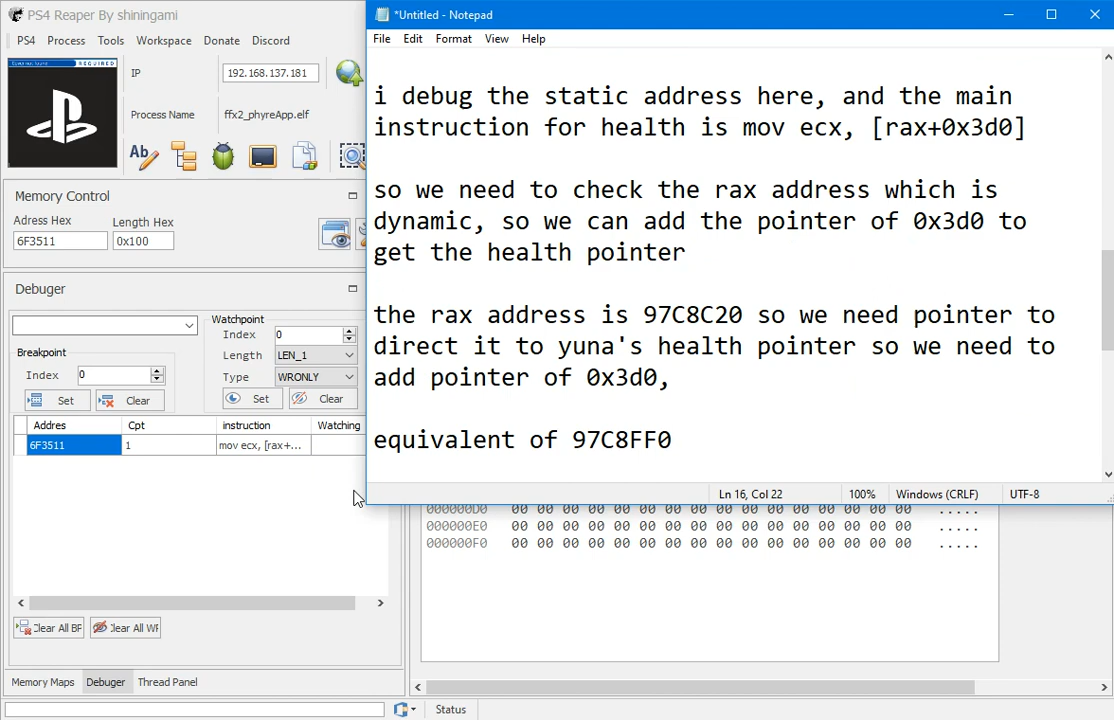 PS4 Reaper By shiningami
PS4 Process Tools Workspace Donate Discord
REQUIRED
IP 192.168.137.181
Process Name ffx2_phyreApp.elf
Ab
Memory Control
Adress Hex Length Hex
6F3511 0x100
Debuger
Watchpoint
Index 0
Length LEN_1
Type WRONLY
Set Clear
Breakpoint
Index 0
Set Clear
Addres Cpt instruction Watching
6F3511 1 mov ecx, [rax+...
Clear All BF Clear All WF
Memory Maps Debuger Thread Panel
Status
*Untitled - Notepad
File Edit Format View Help
i debug the static address here, and the main
instruction for health is mov ecx, [rax+0x3d0]
so we need to check the rax address which is
dynamic, so we can add the pointer of 0x3d0 to
get the health pointer
the rax address is 97C8C20 so we need pointer to
direct it to yuna's health pointer so we need to
add pointer of 0x3d0,
equivalent of 97C8FF0
Ln 16, Col 22 100% Windows (CRLF) UTF-8
000000D0 00 00 00 00 00 00 00 00 00 00 00 00 00 00 00 00 .....
000000E0 00 00 00 00 00 00 00 00 00 00 00 00 00 00 00 00 .....
000000F0 00 00 00 00 00 00 00 00 00 00 00 00 00 00 00 00 .....